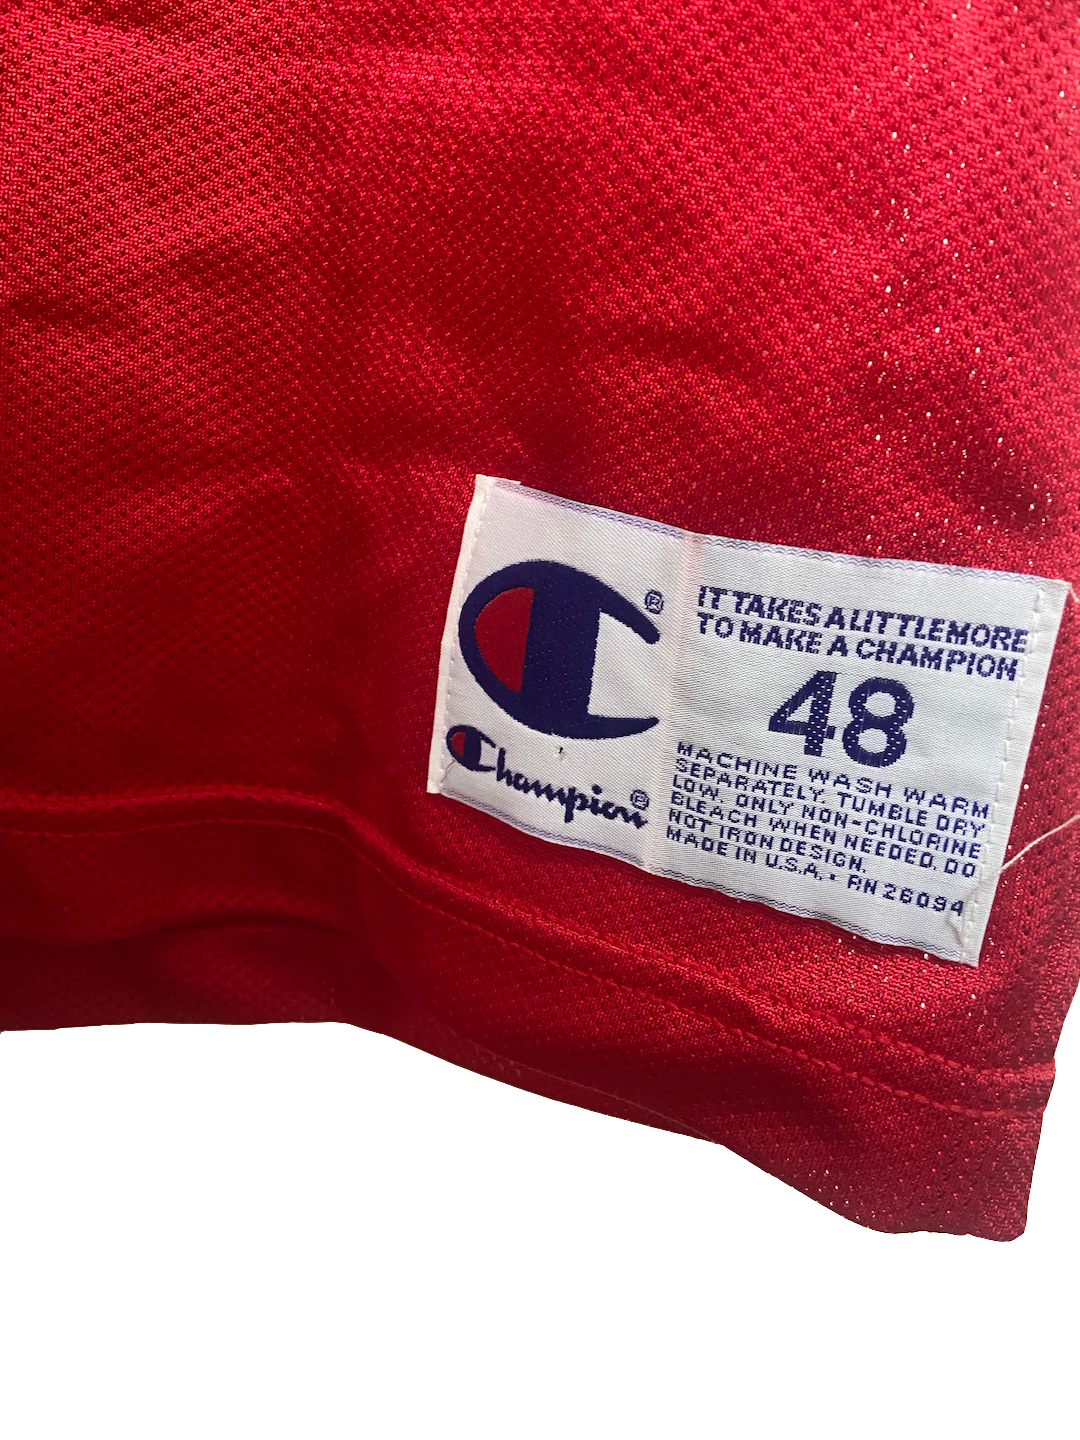 ®
Champion®
IT TAKES A LITTLE MORE
TO MAKE A CHAMPION
48
MACHINE WASH WARM
SEPARATELY. TUMBLE DRY
LOW. ONLY NON-CHLORINE
BLEACH WHEN NEEDED. DO
NOT IRON DESIGN.
MADE IN U.S.A. • RN 26094